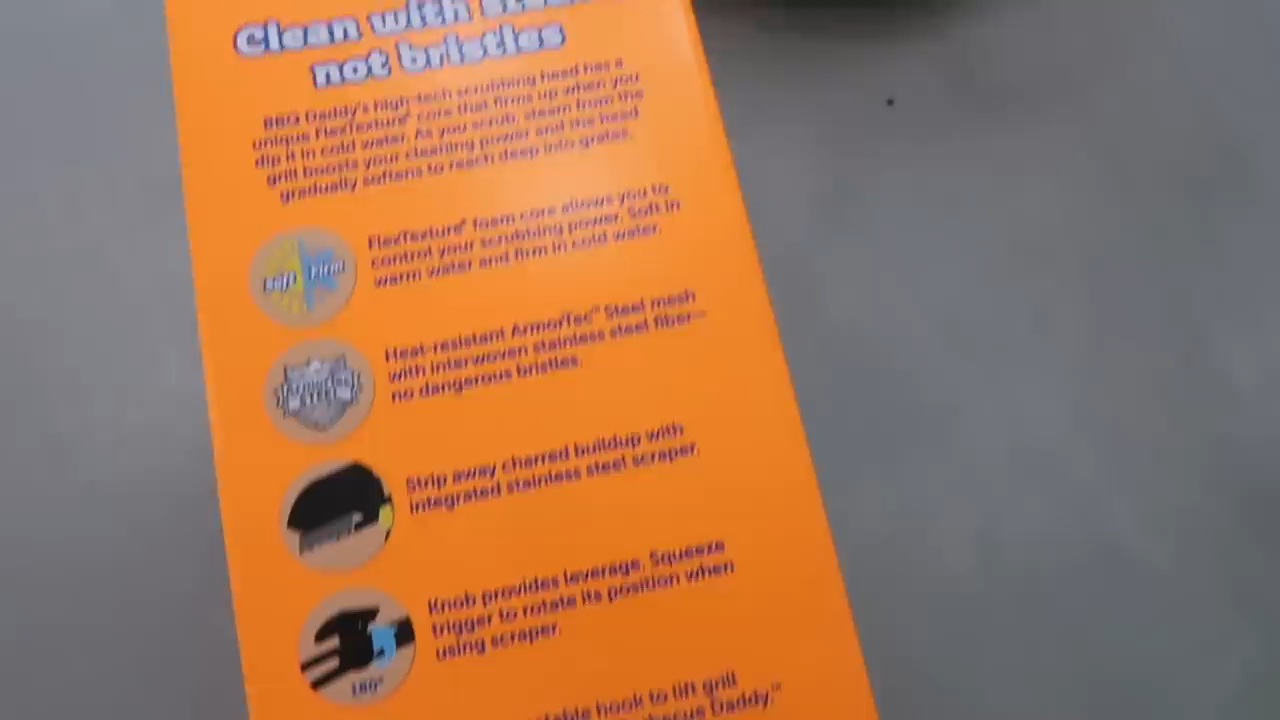 Clean with
not bristles
BBQ Daddy's high-tech scrubbing head has a
unique FlexTexture® core that firms up when you
dip it in cold water. As you scrub, steam from the
grill boosts your cleaning power and the head
gradually softens to reach deep into grates.
Soft Firm
FlexTexture® foam core allows you to
control your scrubbing power. Soft in
warm water and firm in cold water.
Heat-resistant ArmorTec™ Steel mesh
with interwoven stainless steel fiber—
no dangerous bristles.
Strip away charred buildup with
integrated stainless steel scraper.
Knob provides leverage. Squeeze
trigger to rotate its position when
using scraper.
180°
hook to lift grill
Daddy.™